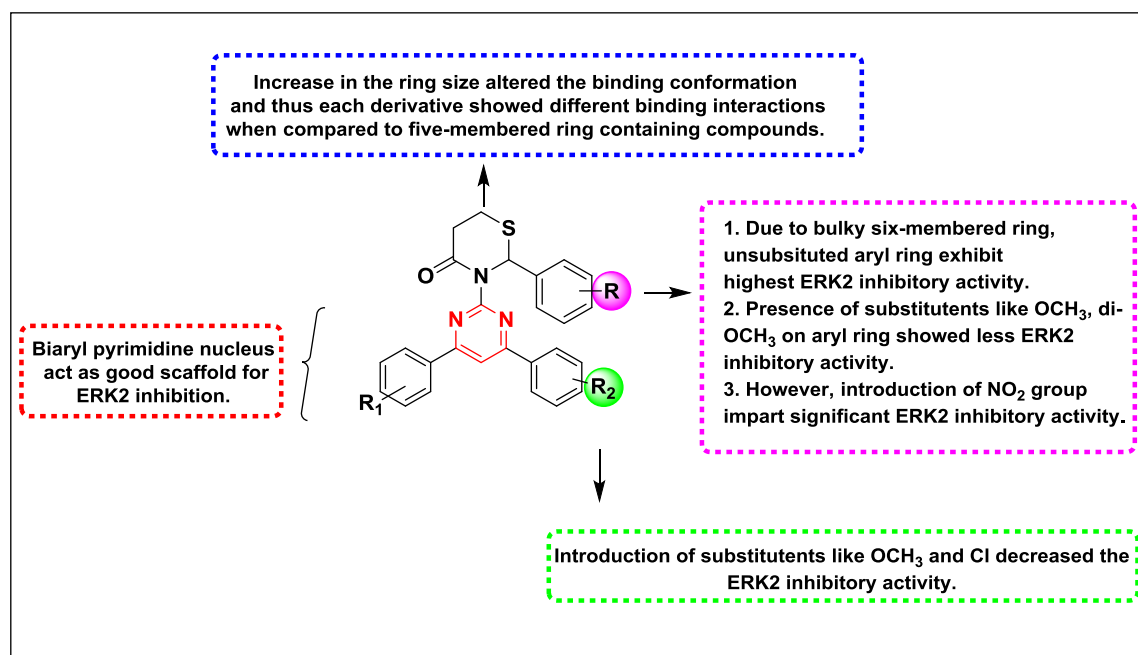 Increase in the ring size altered the binding conformation
and thus each derivative showed different binding interactions
when compared to five-membered ring containing compounds.
S
O
N
R
N
N
R1
R2
Biaryl pyrimidine nucleus
act as good scaffold for
ERK2 inhibition.
1. Due to bulky six-membered ring,
unsubsituted aryl ring exhibit
highest ERK2 inhibitory activity.
2. Presence of substitutents like OCH3, di-
OCH3 on aryl ring showed less ERK2
inhibitory activity.
3. However, introduction of NO2 group
impart significant ERK2 inhibitory activity.
Introduction of substitutents like OCH3 and Cl decreased the
ERK2 inhibitory activity.